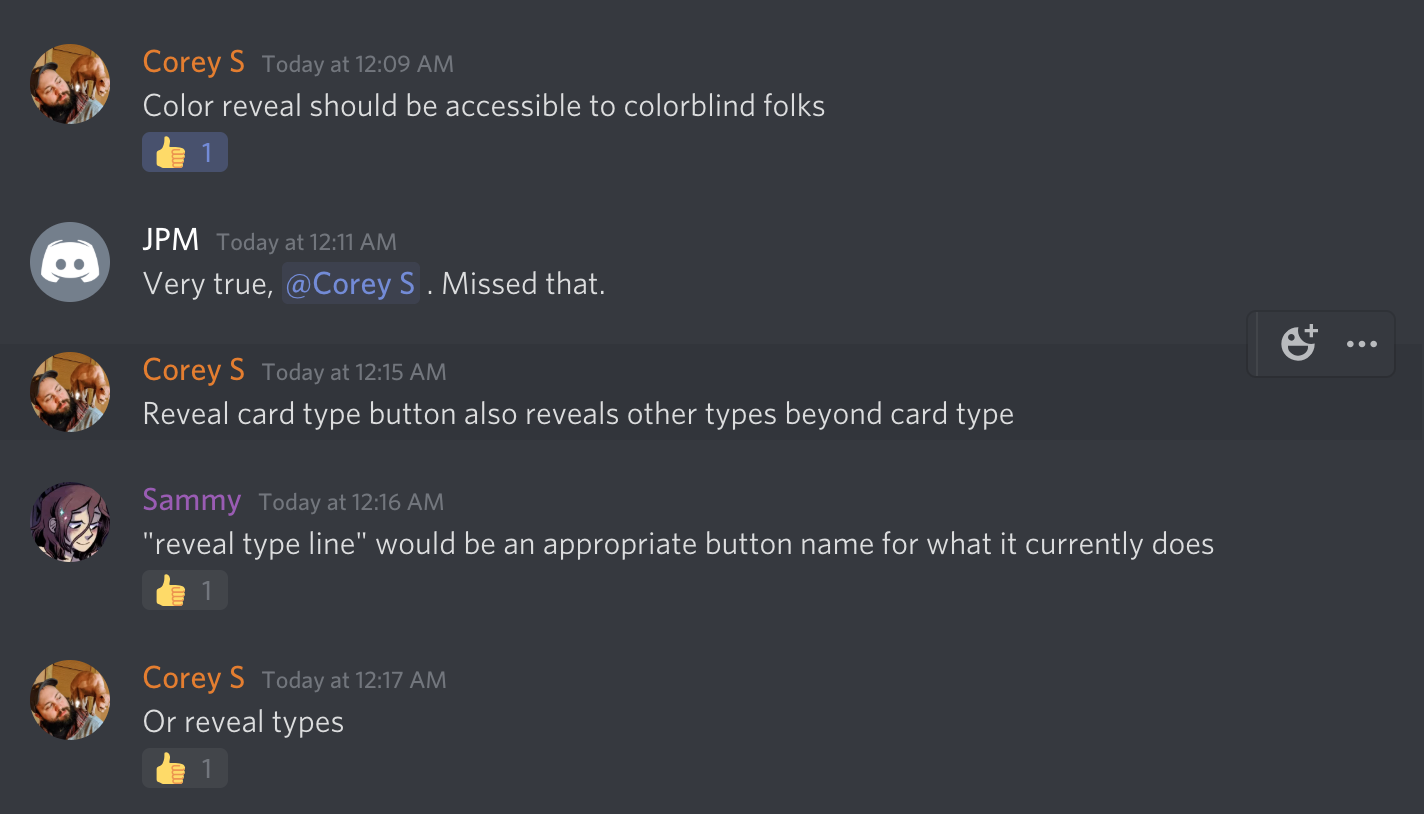 Corey S Today at 12:09 AM
Color reveal should be accessible to colorblind folks
👍 1
JPM Today at 12:11 AM
Very true, @Corey S . Missed that.
Corey S Today at 12:15 AM
Reveal card type button also reveals other types beyond card type
Sammy Today at 12:16 AM
"reveal type line" would be an appropriate button name for what it currently does
👍 1
Corey S Today at 12:17 AM
Or reveal types
👍 1